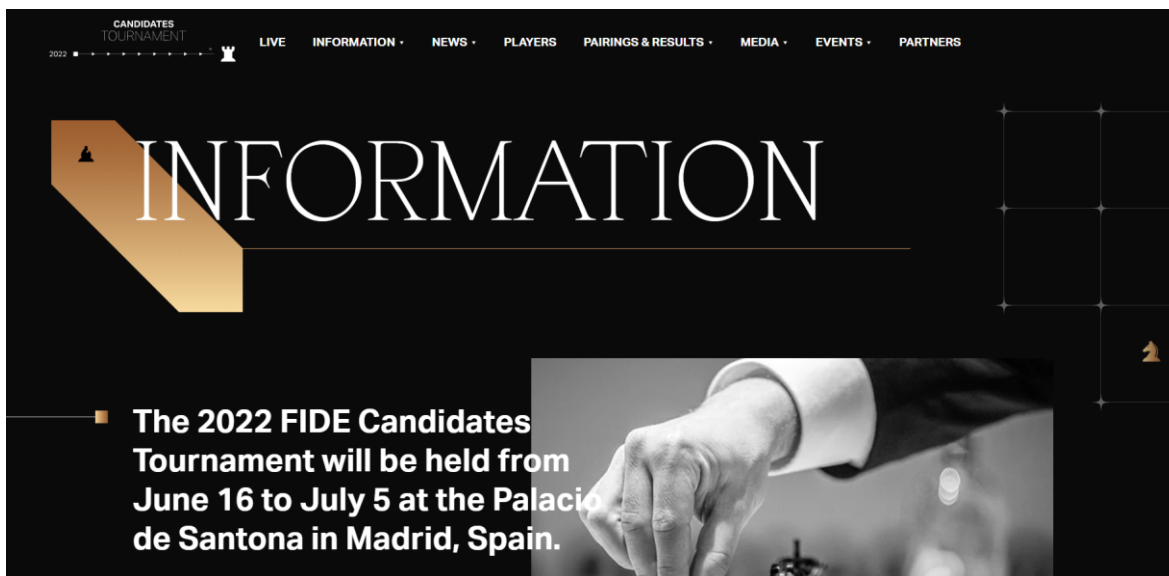 CANDIDATES
TOURNAMENT
2022
LIVE INFORMATION NEWS PLAYERS PAIRINGS & RESULTS MEDIA EVENTS PARTNERS
INFORMATION
The 2022 FIDE Candidates
Tournament will be held from
June 16 to July 5 at the Palacio
de Santona in Madrid, Spain.